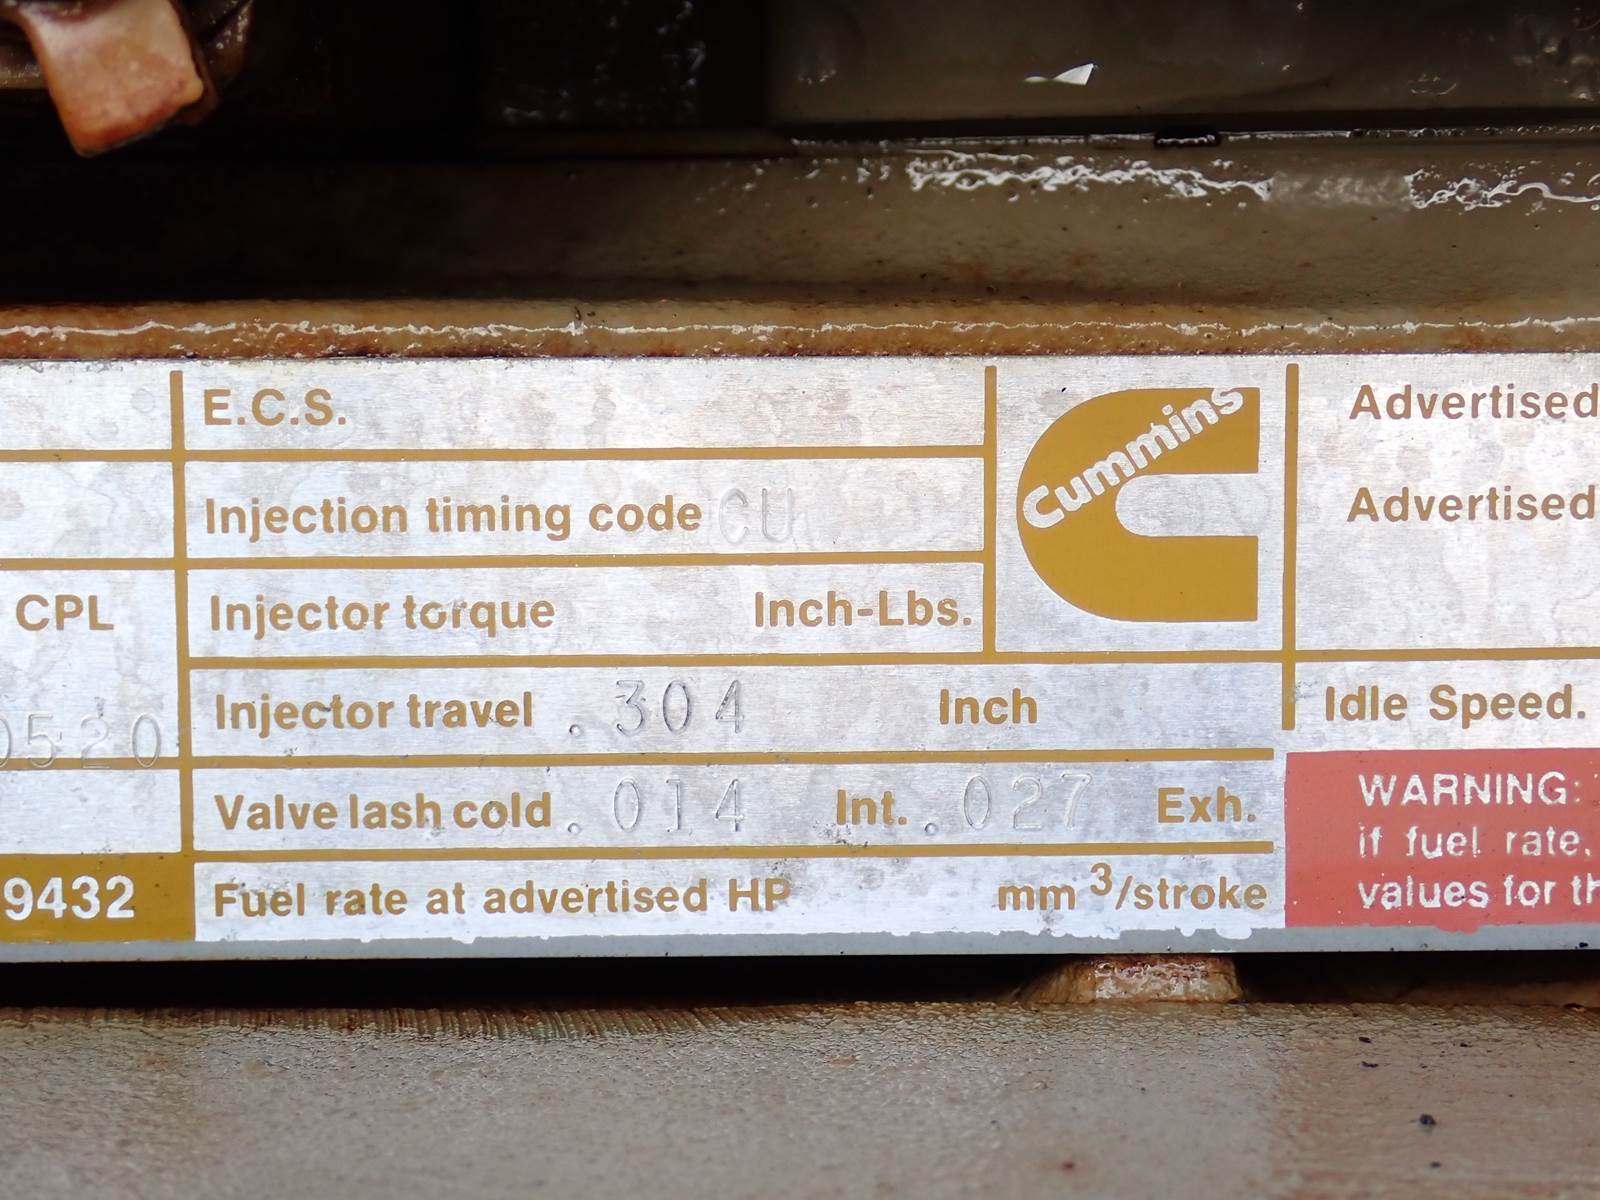 E.C.S.
Cummins
Advertised
Injection timing code CU
Advertised
CPL
Injector torque Inch-Lbs.
0520
Injector travel .304 Inch
Idle Speed.
Valve lash cold .014 Int. .027 Exh.
WARNING:
if fuel rate,
values for th
9432
Fuel rate at advertised HP mm³/stroke